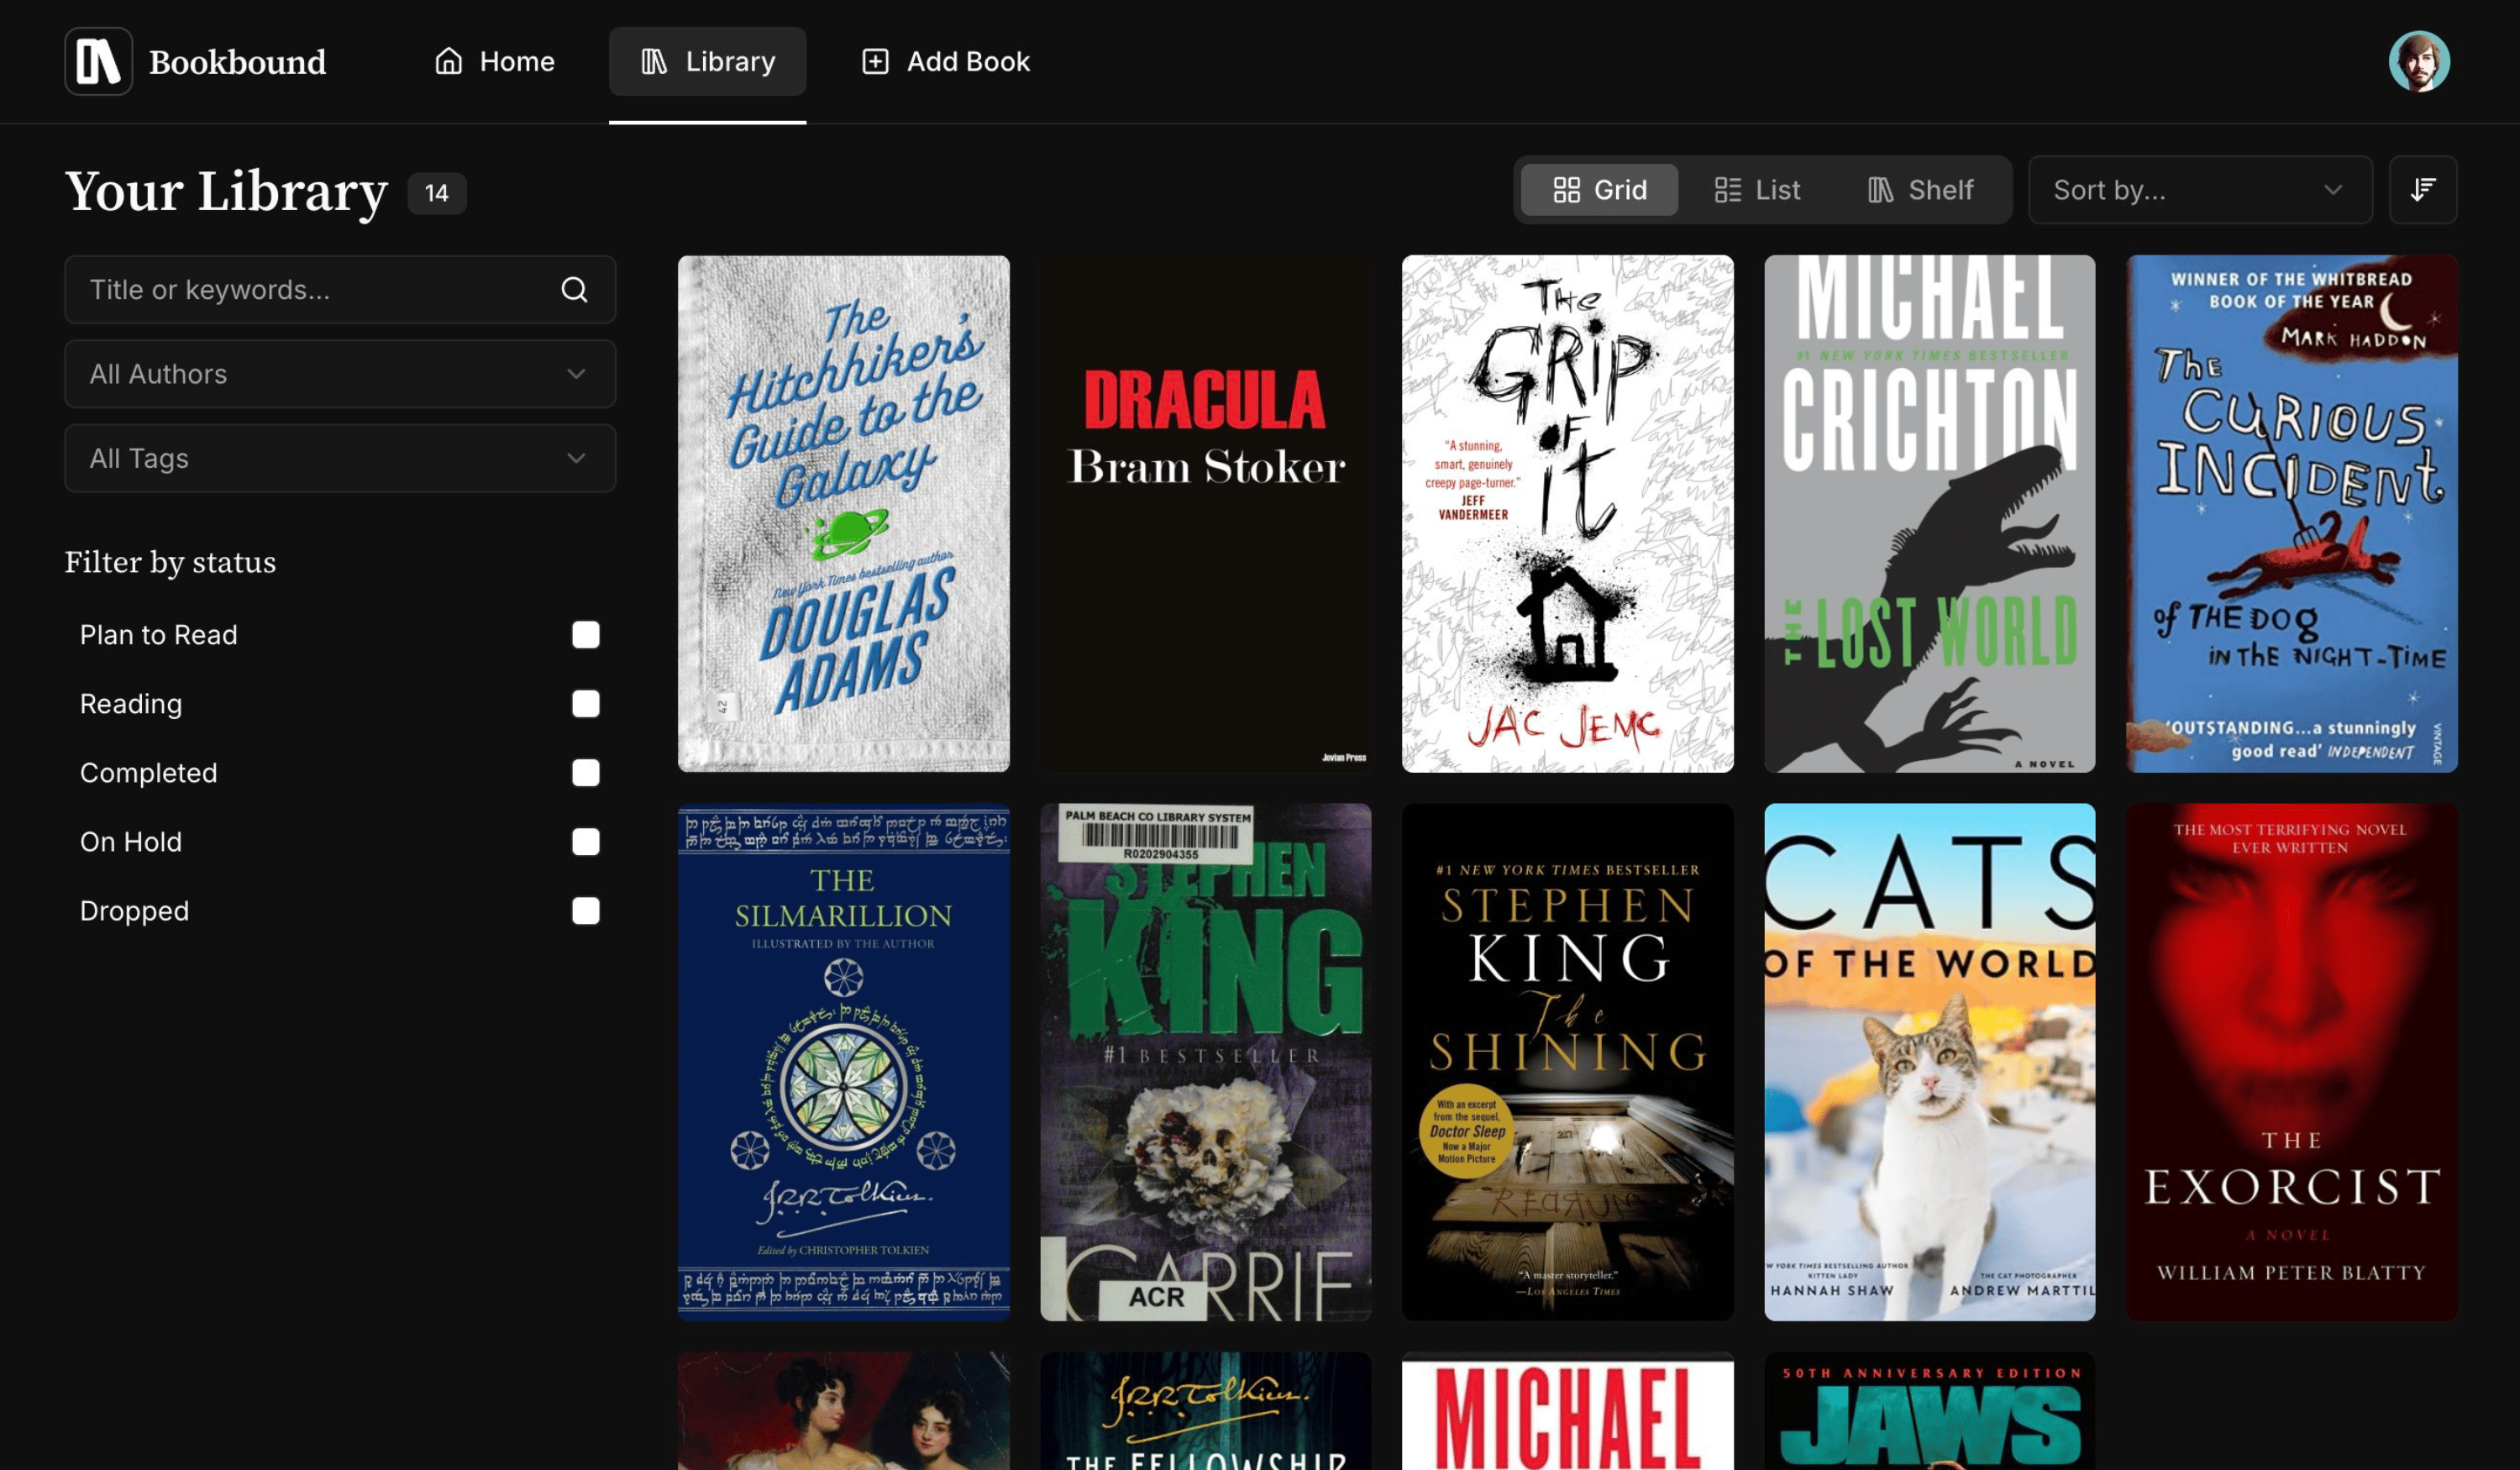 Bookbound
Home
Library
Add Book
Your Library
14
Grid
List
Shelf
Sort by...
Title or keywords...
All Authors
All Tags
Filter by status
Plan to Read
Reading
Completed
On Hold
Dropped
The
Hitchhiker's
Guide to the
Galaxy
New York Times bestselling author
DOUGLAS
ADAMS
42
DRACULA
Bram Stoker
Jovian Press
THE
GRIP
OF
IT
"A stunning,
smart, genuinely
creepy page-turner."
JEFF
VANDERMEER
JAC JEMC
MICHAEL
#1 NEW YORK TIMES BESTSELLER
CRICHTON
THE
LOST WORLD
A NOVEL
WINNER OF THE WHITBREAD
BOOK OF THE YEAR
MARK HADDON
The
CURIOUS
INCIDENt
of THE DOG
IN ThE NIGHT-TIME
'OUTSTANDING...a stunningly
good read' INDEPENDENT
VINTAGE
THE
SILMARILLION
ILLUSTRATED BY THE AUTHOR
JRR Tolkien.
Edited by CHRISTOPHER TOLKIEN
PALM BEACH CO LIBRARY SYSTEM
R0202904355
STEPHEN
KING
#1 BESTSELLER
CARRIE
ACR
#1 NEW YORK TIMES BESTSELLER
STEPHEN
KING
The
SHINING
With an excerpt
from the sequel,
Doctor Sleep
Now a Major
Motion Picture
217
REDRUM
"A master storyteller."
—LOS ANGELES TIMES
CATS
OF THE WORLD
W YORK TIMES BESTSELLING AUTHOR
KITTEN LADY
HANNAH SHAW
THE CAT PHOTOGRAPHER
ANDREW MARTTIL
THE MOST TERRIFYING NOVEL
EVER WRITTEN
THE
EXORCIST
A NOVEL
WILLIAM PETER BLATTY
JRR Tolkien.
THE FELLOWSHIP
MICHAEL
50TH ANNIVERSARY EDITION
JAWS